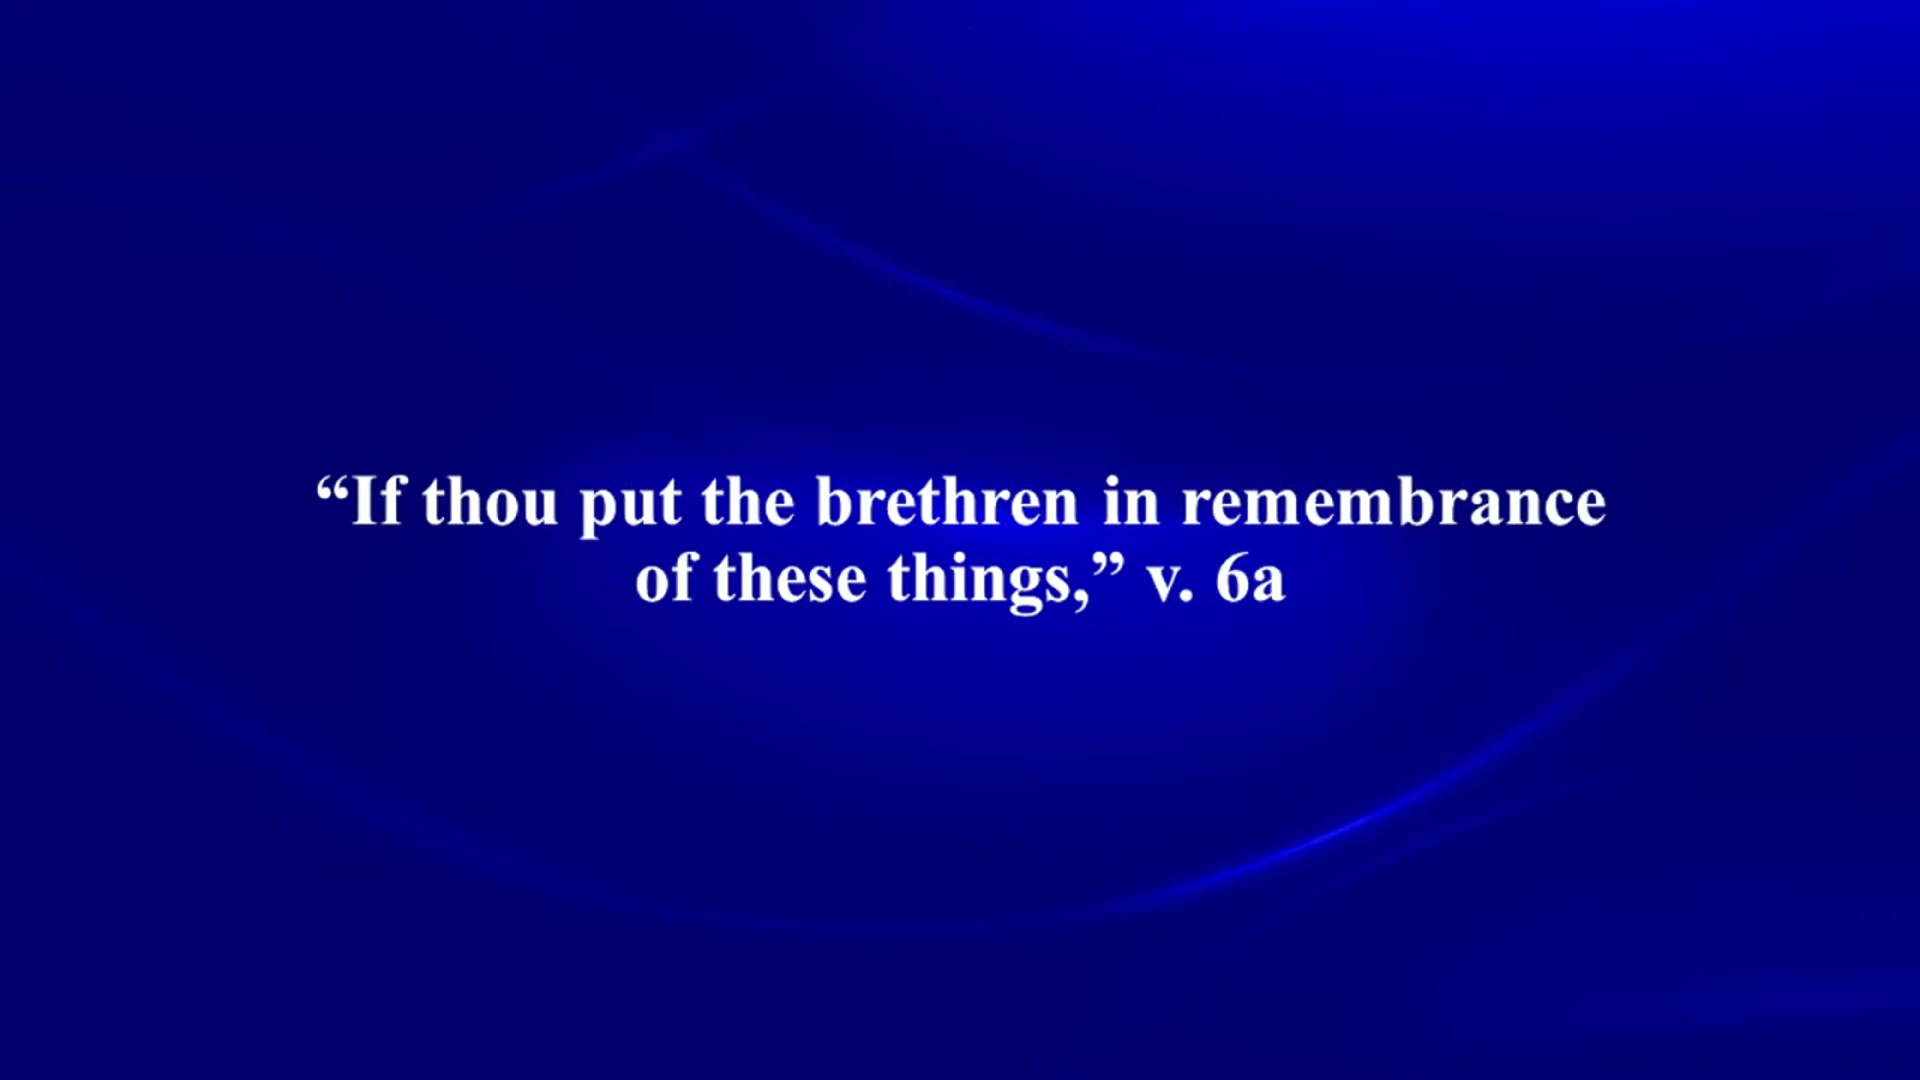 “If thou put the brethren in remembrance
of these things,” v. 6a